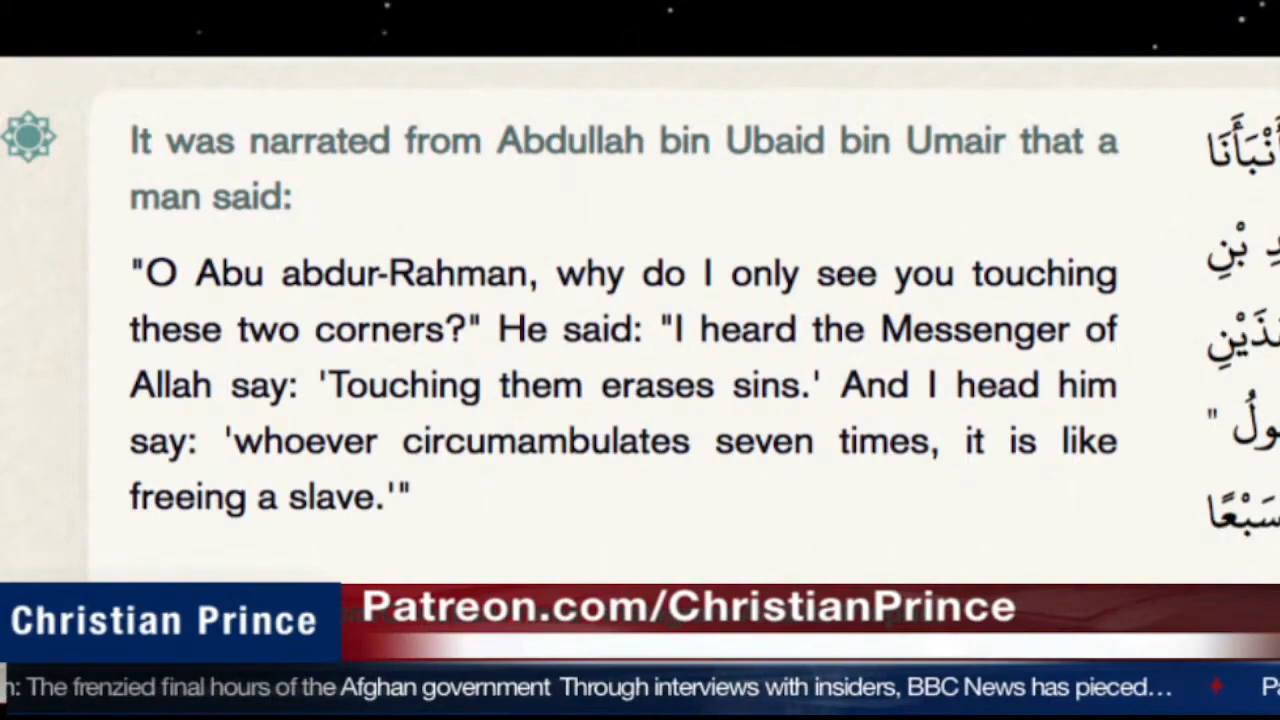 It was narrated from Abdullah bin Ubaid bin Umair that a
man said:
"O Abu abdur-Rahman, why do I only see you touching
these two corners?" He said: "I heard the Messenger of
Allah say: 'Touching them erases sins.' And I head him
say: 'whoever circumambulates seven times, it is like
freeing a slave.'"
أَنْبَأَنَا
بْنِ
سَبْعًا
Christian Prince
Patreon.com/ChristianPrince
The frenzied final hours of the Afghan government Through interviews with insiders, BBC News has pieced…